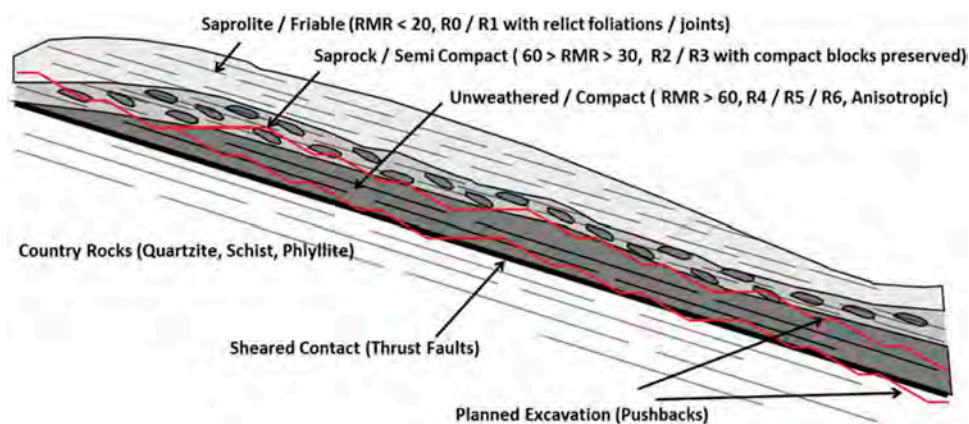 Saprolite / Friable (RMR < 20, R0 / R1 with relict foliations / joints)
Saprock / Semi Compact ( 60 > RMR > 30, R2 / R3 with compact blocks preserved)
Unweathered / Compact ( RMR > 60, R4 / R5 / R6, Anisotropic)
Country Rocks (Quartzite, Schist, Phlyllite)
Sheared Contact (Thrust Faults)
Planned Excavation (Pushbacks)